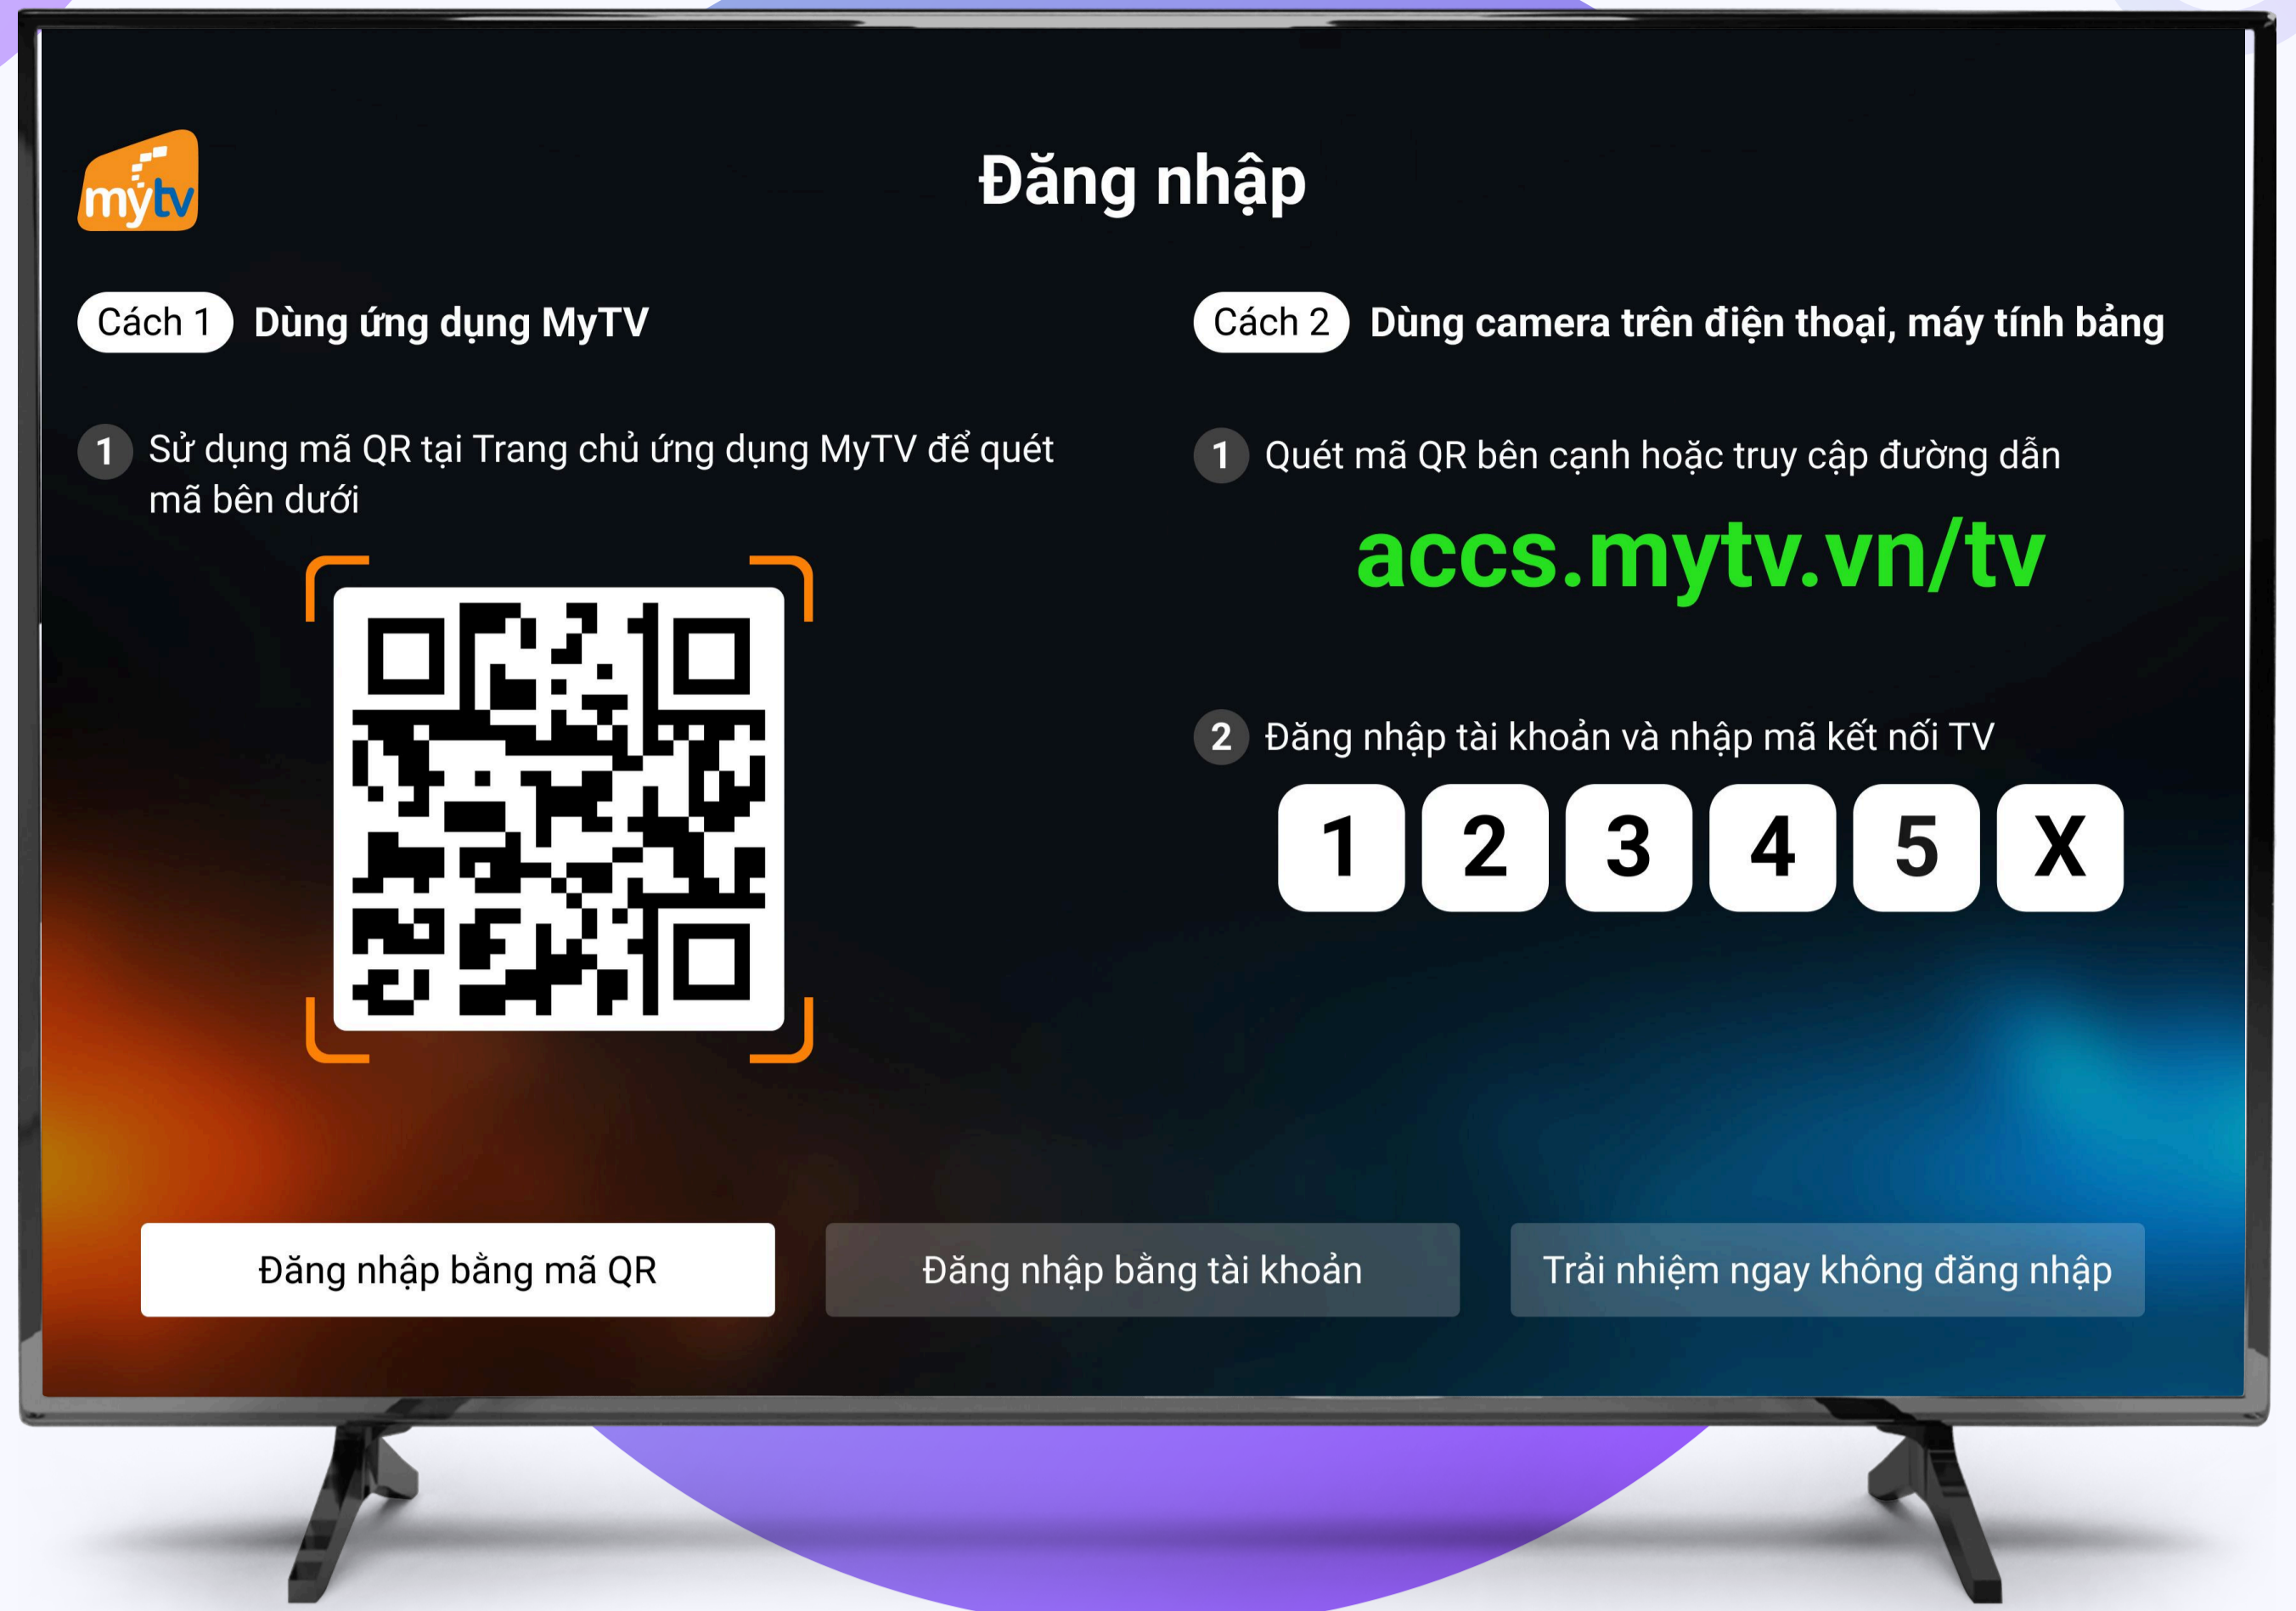 mytv
Đăng nhập
Cách 1 Dùng ứng dụng MyTV
1 Sử dụng mã QR tại Trang chủ ứng dụng MyTV để quét
mã bên dưới
Cách 2 Dùng camera trên điện thoại, máy tính bảng
1 Quét mã QR bên cạnh hoặc truy cập đường dẫn
accs.mytv.vn/tv
2 Đăng nhập tài khoản và nhập mã kết nối TV
1 2 3 4 5 X
Đăng nhập bằng mã QR
Đăng nhập bằng tài khoản
Trải nhiệm ngay không đăng nhập